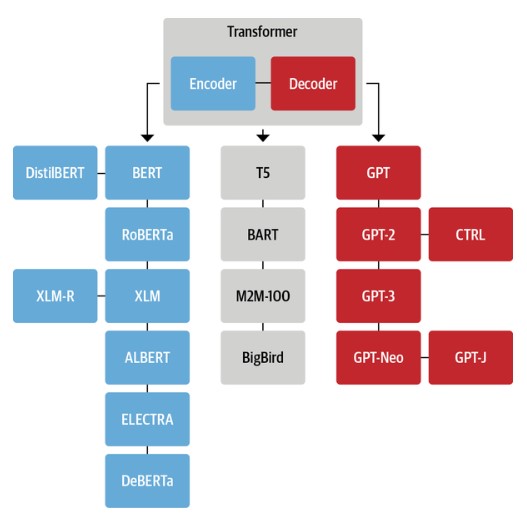 Transformer
Encoder
Decoder
DistilBERT
BERT
T5
GPT
RoBERTa
BART
GPT-2
CTRL
XLM-R
XLM
M2M-100
GPT-3
ALBERT
BigBird
GPT-Neo
GPT-J
ELECTRA
DeBERTa